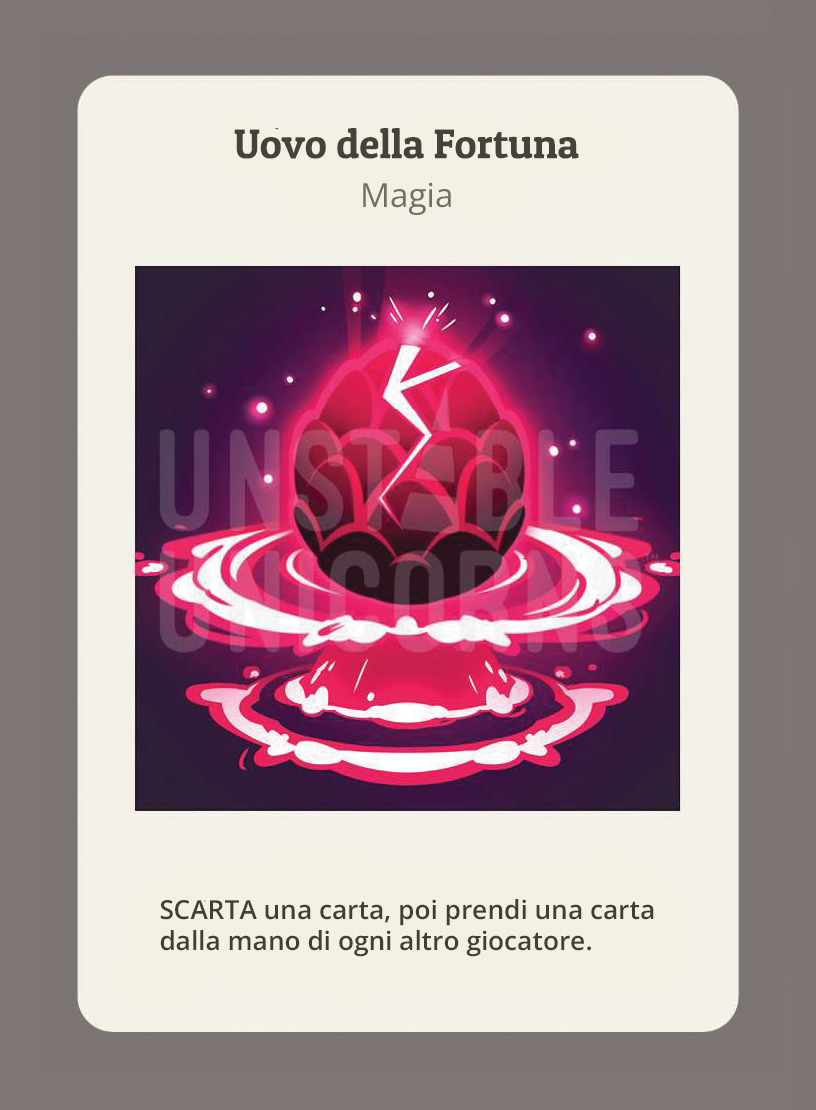 Uovo della Fortuna
Magia
UNSTABLE
UNICORNS
SCARTA una carta, poi prendi una carta
dalla mano di ogni altro giocatore.